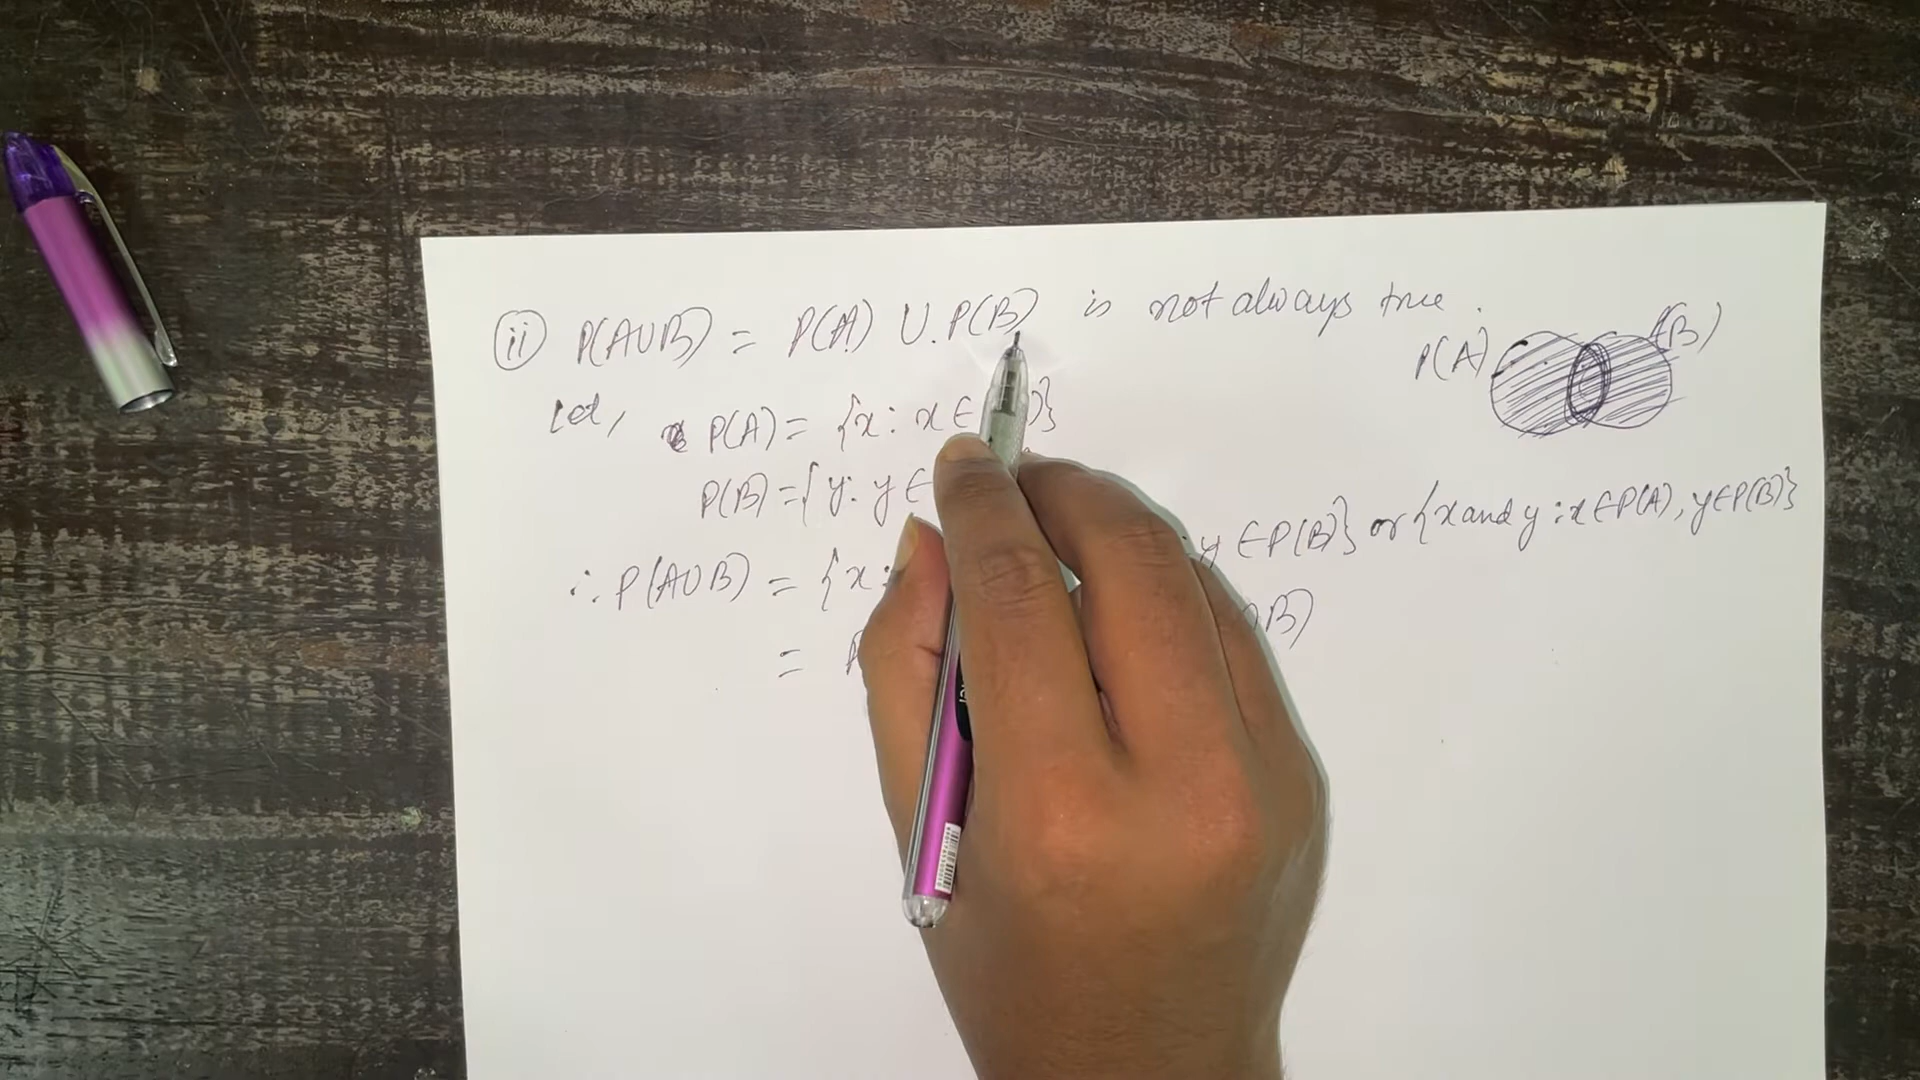 (ii) P(A∪B) = P(A) ∪ P(B) is not always true.
P(A) (B)
Let, P(A) = {x : x ∈ )}
P(B) = { y : y ∈
∴ P(A∪B) = {x : y ∈ P(B)} or {x and y : x ∈ P(A), y ∈ P(B)}
= B)